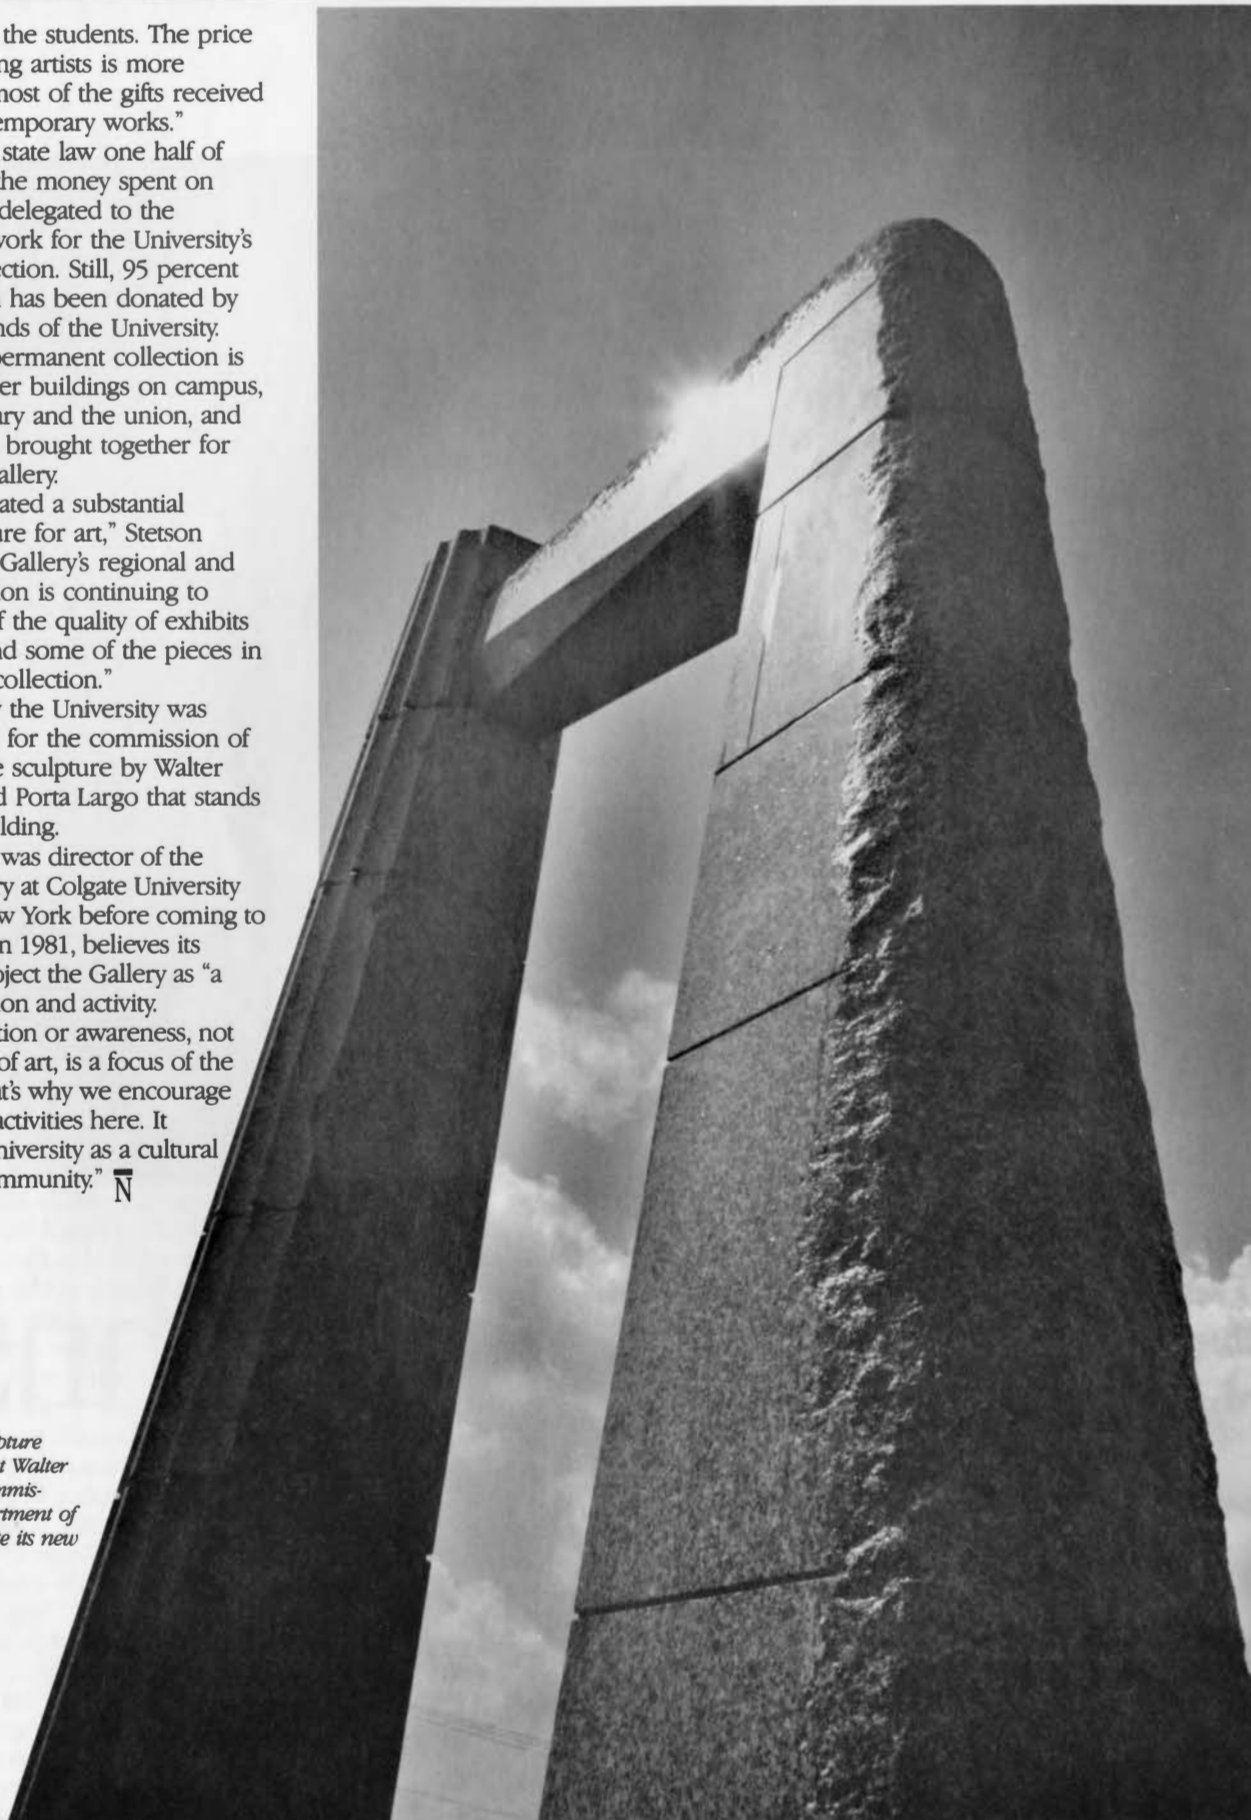 the students. The price
ng artists is more
nost of the gifts received
emporary works.”
state law one half of
he money spent on
delegated to the
vork for the University’s
ction. Still, 95 percent
has been donated by
nds of the University.
permanent collection is
er buildings on campus,
ry and the union, and
brought together for
allery.
ated a substantial
re for art,” Stetson
Gallery’s regional and
on is continuing to
f the quality of exhibits
d some of the pieces in
collection.”
the University was
for the commission of
e sculpture by Walter
d Porta Largo that stands
lding.
was director of the
y at Colgate University
w York before coming to
n 1981, believes its
oject the Gallery as “a
on and activity.
tion or awareness, not
of art, is a focus of the
t’s why we encourage
activities here. It
niversity as a cultural
mmunity.” N
pture
t Walter
mmis-
rtment of
e its new